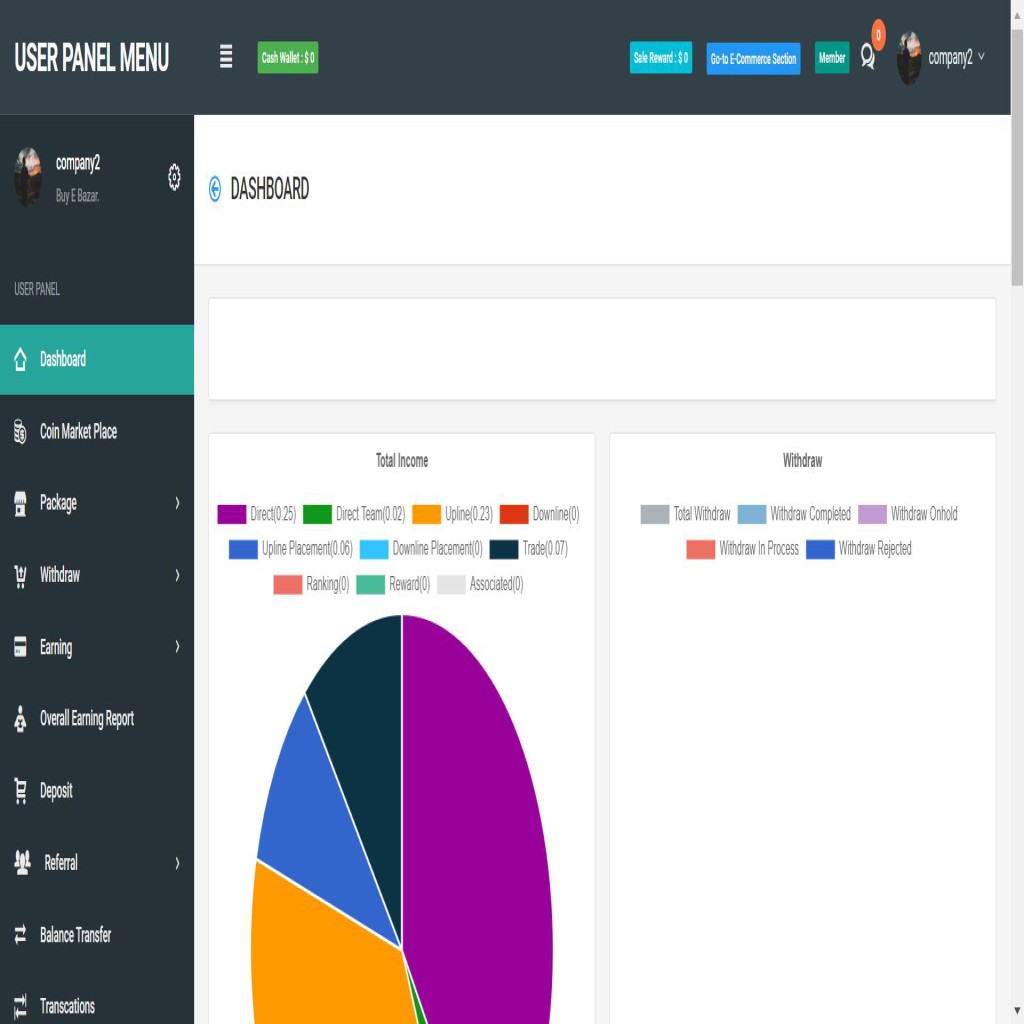 USER PANEL MENU
Cash Wallet : $ 0
Sale Reward : $ 0
Go-to E-Commerce Section
Member
0
company2
company2
Buy E Bazar.
USER PANEL
Dashboard
Coin Market Place
Package
Withdraw
Earning
Overall Earning Report
Deposit
Referral
Balance Transfer
Transcations
DASHBOARD
Total Income
Direct(0.25) Direct Team(0.02) Upline(0.23) Downline(0)
Upline Placement(0.06) Downline Placement(0) Trade(0.07)
Ranking(0) Reward(0) Associated(0)
Withdraw
Total Withdraw Withdraw Completed Withdraw Onhold
Withdraw In Process Withdraw Rejected